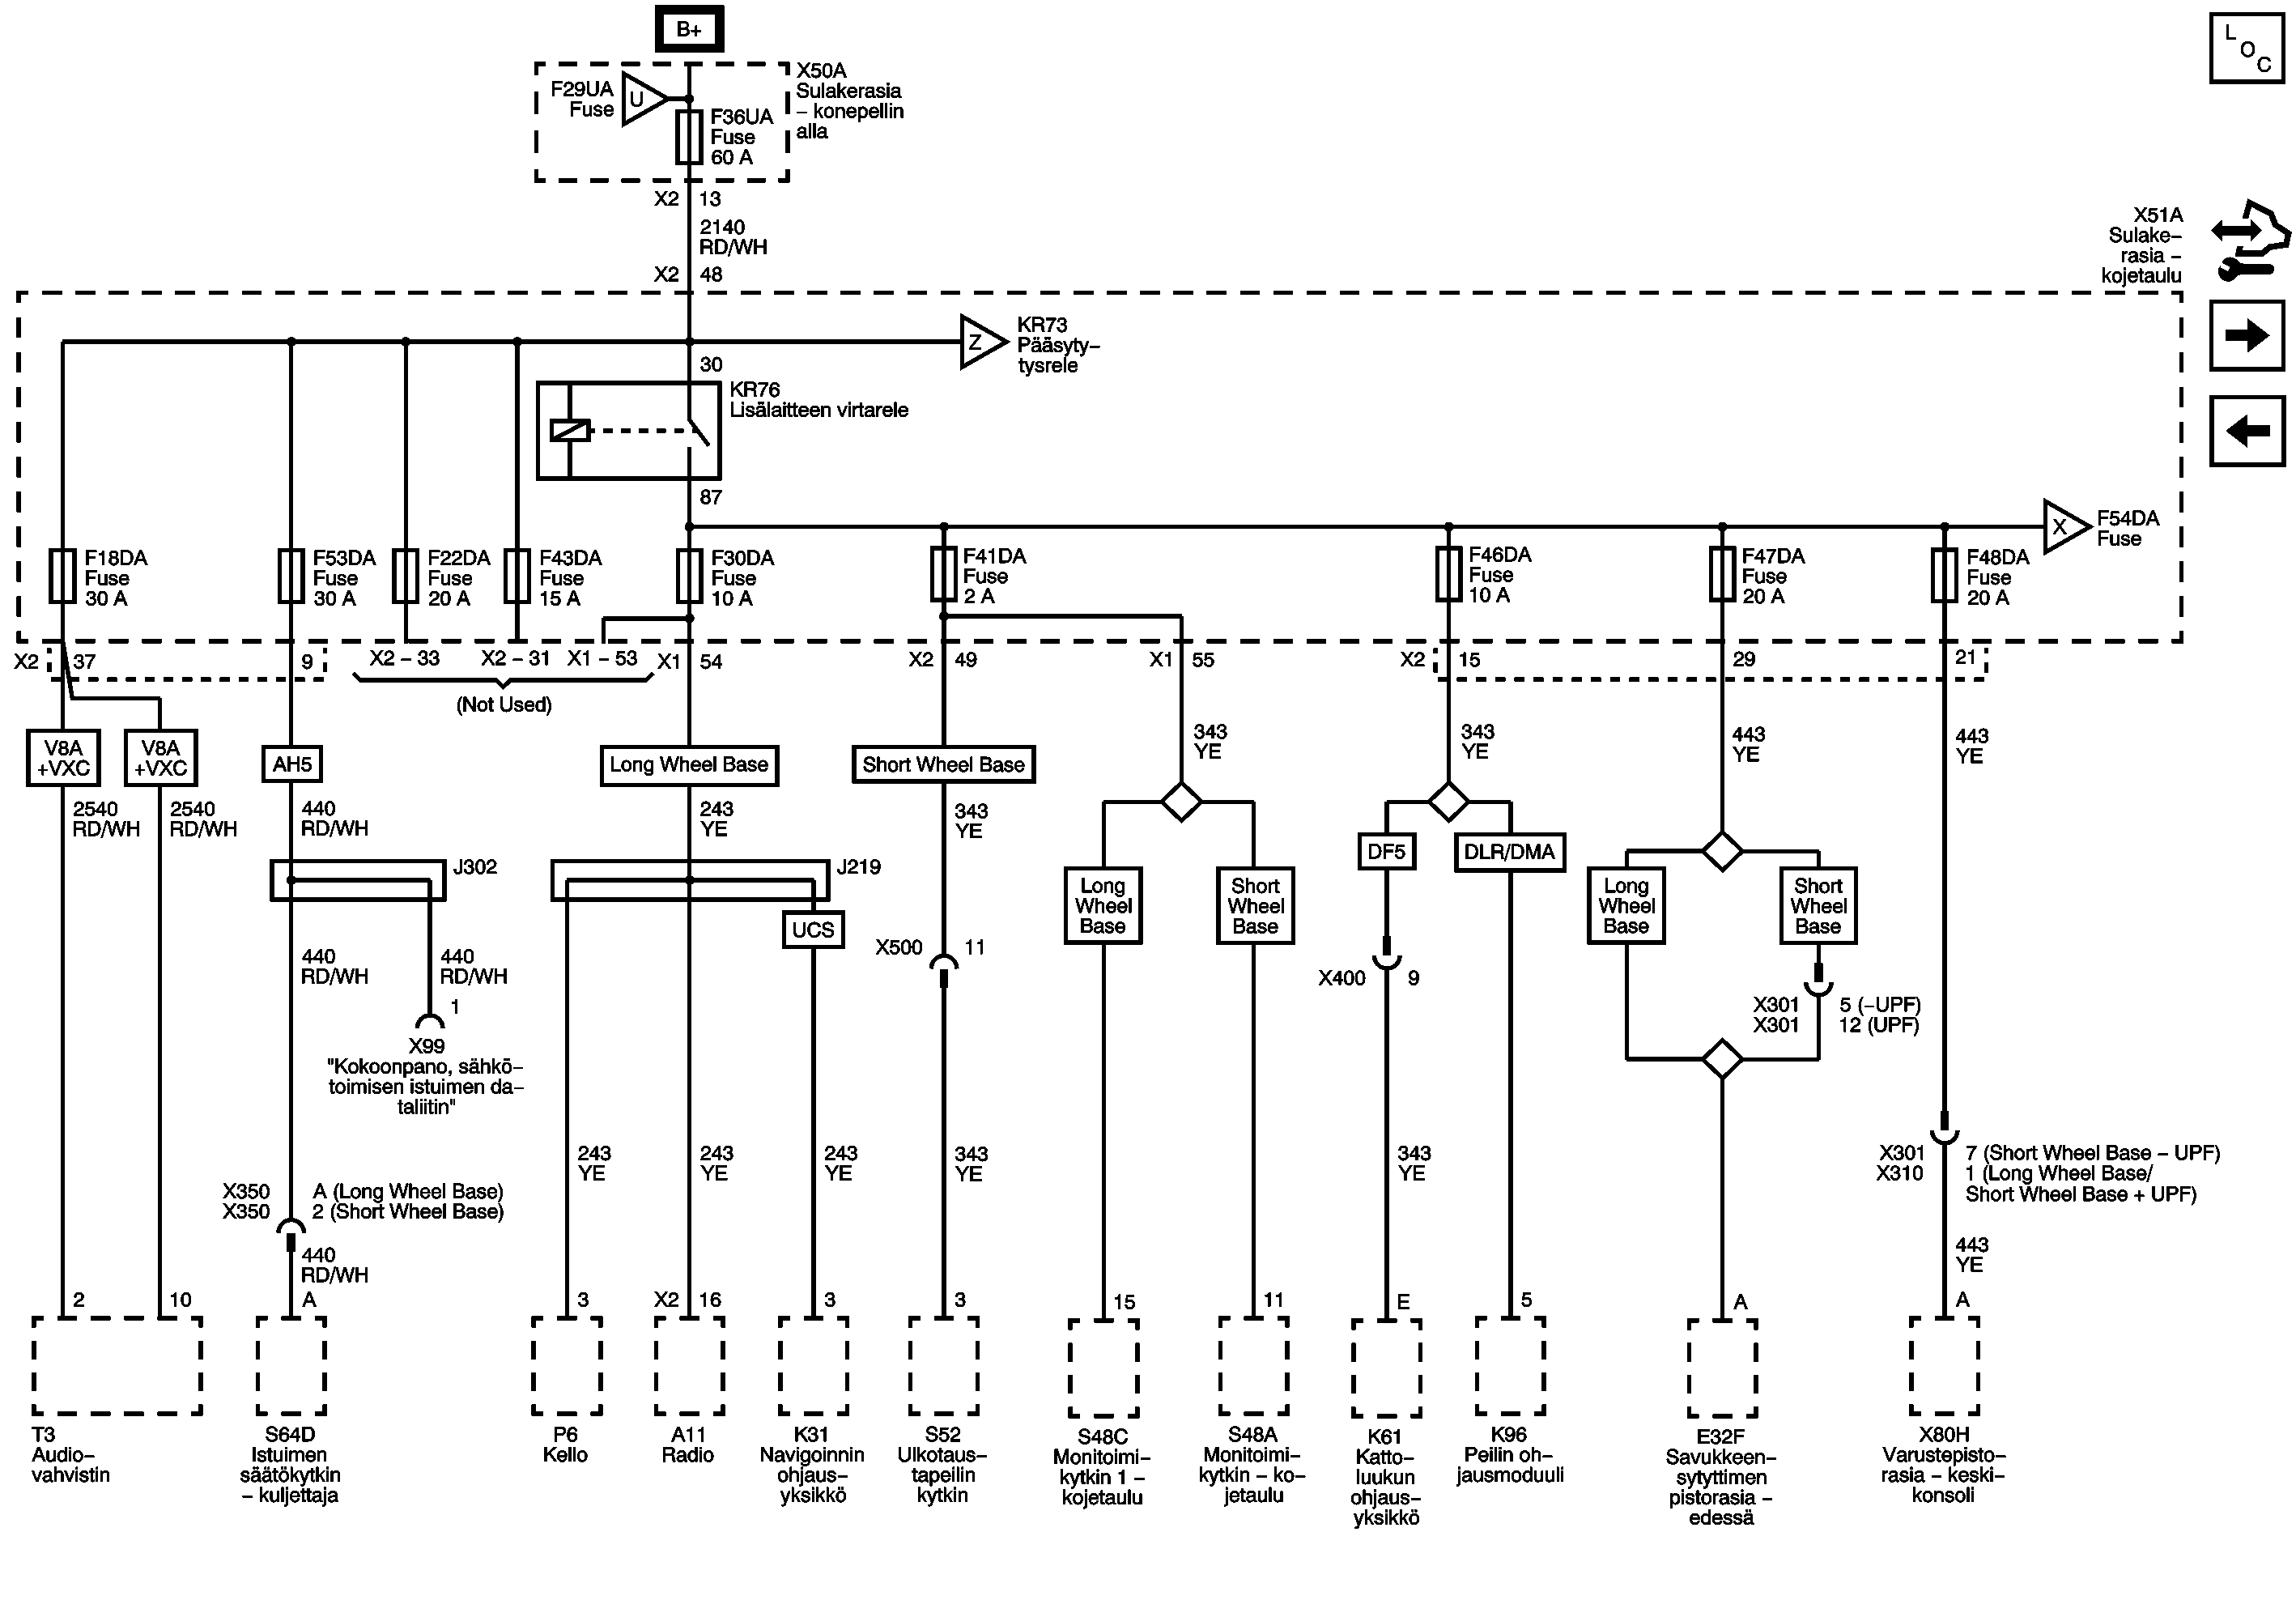 B+
L
O
C
F29UA
Fuse
U
X50A
Sulakerasia
– konepellin
alla
F36UA
Fuse
60 A
X2 13
2140
RD/WH
X2 48
X51A
Sulake–
rasia –
kojetaulu
Z
KR73
Pääsyty–
tysrele
30
KR76
Lisälaitteen virtarele
87
X
F54DA
Fuse
F18DA
Fuse
30 A
F53DA
Fuse
30 A
F22DA
Fuse
20 A
F43DA
Fuse
15 A
F30DA
Fuse
10 A
F41DA
Fuse
2 A
F46DA
Fuse
10 A
F47DA
Fuse
20 A
F48DA
Fuse
20 A
X2 37
9
X2 – 33
X2 – 31
X1 – 53
X1 54
X2 49
X1 55
X2 15
29
21
(Not Used)
V8A
+VXC
V8A
+VXC
AH5
Long Wheel Base
Short Wheel Base
343
YE
343
YE
443
YE
443
YE
2540
RD/WH
2540
RD/WH
440
RD/WH
243
YE
343
YE
J302
J219
UCS
Long
Wheel
Base
Short
Wheel
Base
DF5
DLR/DMA
Long
Wheel
Base
Short
Wheel
Base
440
RD/WH
440
RD/WH
1
X99
"Kokoonpano, sähkö–
toimisen istuimen da–
taliitin"
X500 11
X400 9
X301 5 (–UPF)
X301 12 (UPF)
243
YE
243
YE
243
YE
343
YE
343
YE
X301 7 (Short Wheel Base – UPF)
X310 1 (Long Wheel Base/
Short Wheel Base + UPF)
X350 A (Long Wheel Base)
X350 2 (Short Wheel Base)
440
RD/WH
443
YE
2
10
A
3
X2 16
3
3
15
11
E
5
A
A
T3
Audio–
vahvistin
S64D
Istuimen
säätökytkin
– kuljettaja
P6
Kello
A11
Radio
K31
Navigoinnin
ohjaus–
yksikkö
S52
Ulkotaus–
tapeilin
kytkin
S48C
Monitoimi–
kytkin 1 –
kojetaulu
S48A
Monitoimi–
kytkin – ko–
jetaulu
K61
Katto–
luukun
ohjaus–
yksikkö
K96
Peilin oh–
jausmoduuli
E32F
Savukkeen–
sytyttimen
pistorasia –
edessä
X80H
Varustepisto–
rasia – keski–
konsoli